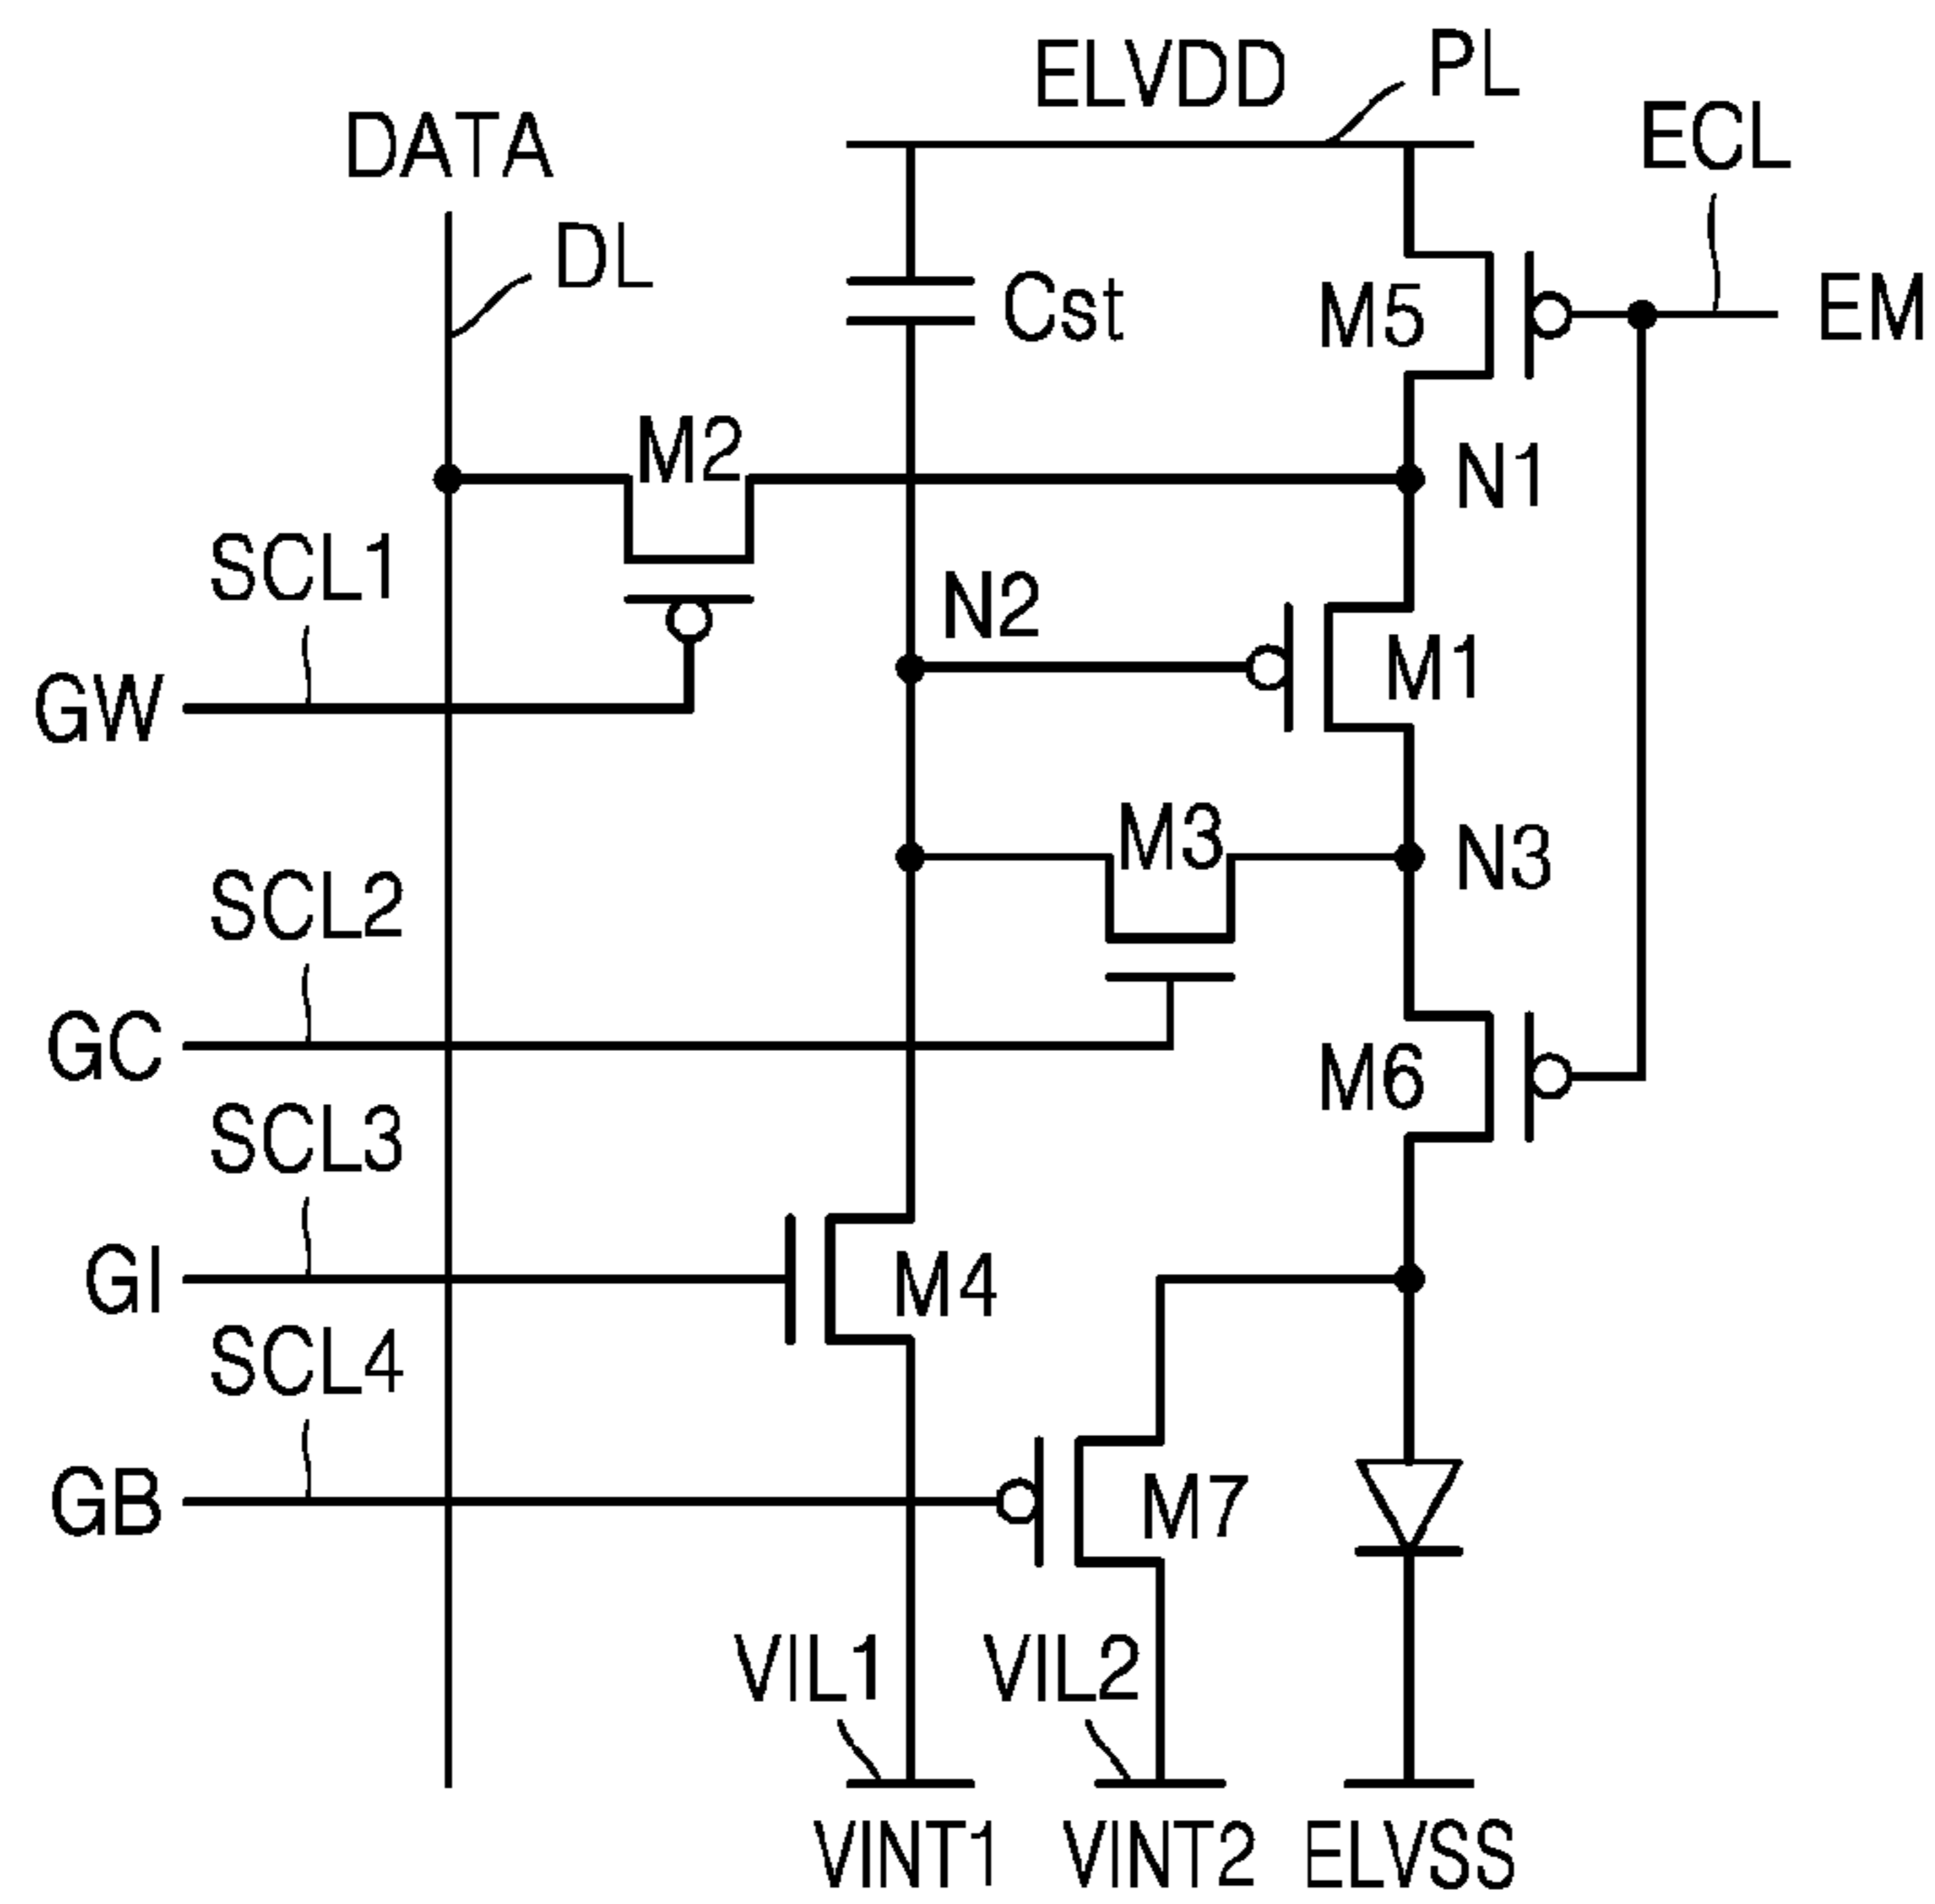 ELVDD
PL
DATA
ECL
DL
Cst
M5
EM
M2
N1
SCL1
N2
M1
GW
M3
N3
SCL2
GC
M6
SCL3
GI
M4
SCL4
GB
M7
VIL1
VIL2
VINT1
VINT2
ELVSS